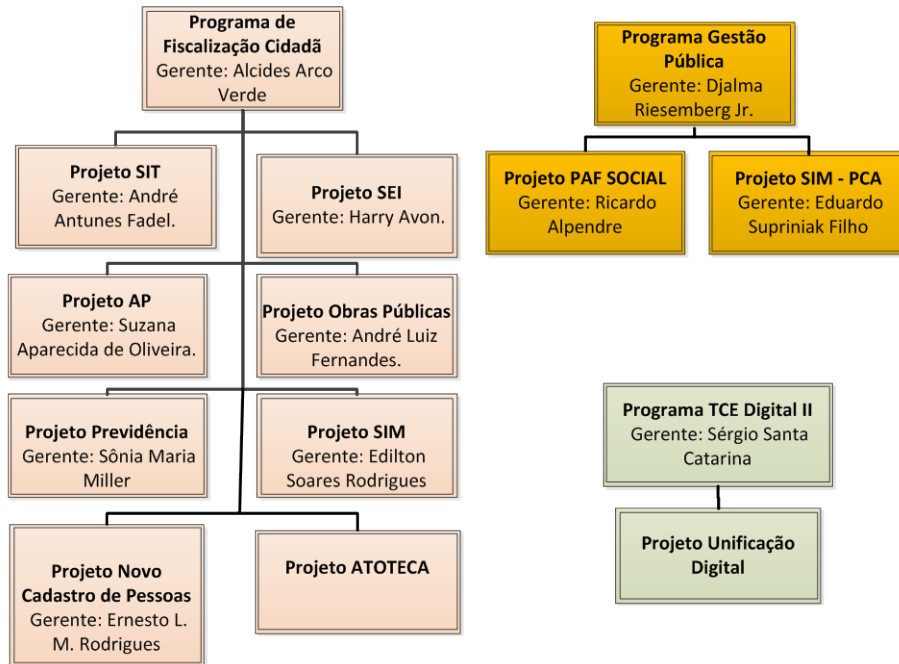 Programa de
Fiscalização Cidadã
Gerente: Alcides Arco
Verde
Projeto SIT
Gerente: André
Antunes Fadel.
Projeto SEI
Gerente: Harry Avon.
Projeto AP
Gerente: Suzana
Aparecida de Oliveira.
Projeto Obras Públicas
Gerente: André Luiz
Fernandes.
Projeto Previdência
Gerente: Sônia Maria
Miller
Projeto SIM
Gerente: Edilton
Soares Rodrigues
Projeto Novo
Cadastro de Pessoas
Gerente: Ernesto L.
M. Rodrigues
Projeto ATOTECA
Programa Gestão
Pública
Gerente: Djalma
Riesemberg Jr.
Projeto PAF SOCIAL
Gerente: Ricardo
Alpendre
Projeto SIM - PCA
Gerente: Eduardo
Supriniak Filho
Programa TCE Digital II
Gerente: Sérgio Santa
Catarina
Projeto Unificação
Digital